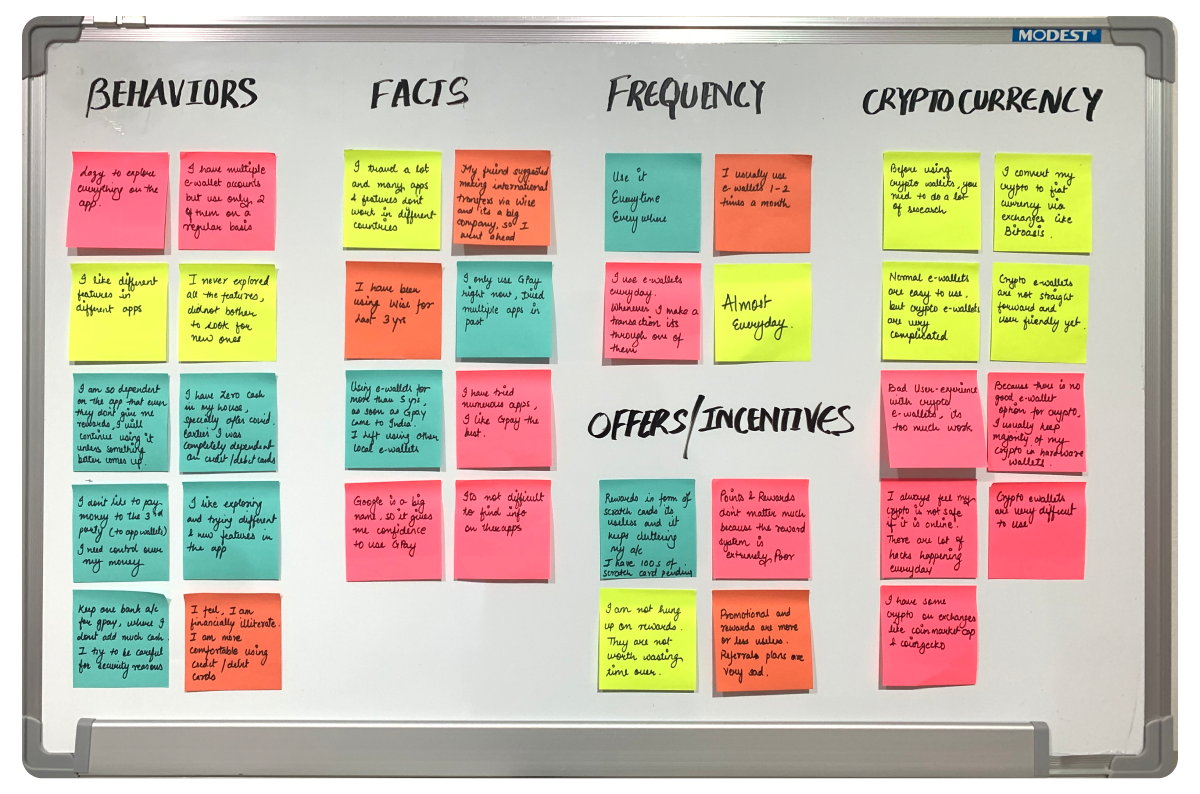 MODEST®
BEHAVIORS
Lazy to explore
everything on the
app.
I have multiple
e-wallet accounts
but use only 2
of them on a
regular basis
I like different
features in
different apps
I never explored
all the features,
didnot bother
to look for
new ones
I am so dependent
on the app that even
they don't give me
rewards, I will
continue using it
unless something
better comes up.
I have zero cash
in my house,
specially after covid.
Earlier I was
completely dependent
on credit/debit cards
I don't like to pay
money to the 3rd
party (to app wallets)
I need control over
my money
I like exploring
and trying different
& new features in
the app
Keep one bank a/c
for gpay, where I
dont add much cash.
I try to be careful
for security reasons
I feel, I am
financially illiterate.
I am more
comfortable using
credit/debit
cards
FACTS
I travel a lot
and many apps
& features dont
work in different
countries
My friend suggested
making international
transfers via Wise
and its a big
company, so I
went ahead
I have been
using Wise for
last 3 yrs
I only use GPay
right now, tried
multiple apps in
past
Using e-wallets for
more than 5 yrs,
as soon as Gpay
came to India.
I left using other
local e-wallets
I have tried
numerous apps,
I like Gpay the
best.
Google is a big
name. so it gives
me confidence
to use GPay
Its not difficult
to find info
on these apps
FREQUENCY
Use it
Everytime
Everywhere
I usually use
e-wallets 1-2
times a month
I use e-wallets
everyday.
Whenever I make a
transaction its
through one of
them
Almost
Everyday.
OFFERS/INCENTIVES
Rewards in form of
scratch cards its
useless and it
keeps cluttering
my a/c
I have 100s of
scratch card pending
Points & Rewards
dont matter much
because the reward
system is
extremely Poor
I am not hung
up on rewards.
They are not
worth wasting
time over.
Promotional and
rewards are more
or less useless.
Referrals plans are
very sad.
CRYPTOCURRENCY
Before using
crypto wallets, you
need to do a lot
of research
I convert my
crypto to fiat
currency via
exchanges like
Bitoasis.
Normal e-wallets
are easy to use,
but crypto e-wallets
are very
complicated
Crypto e-wallets
are not straight
forward and
user friendly yet.
Bad User-experience
with crypto
e-wallets, its
too much work
Because there is no
good e-wallet
option for crypto,
I usually keep
majority of my
crypto in hardware
wallets.
I always feel my
crypto is not safe
if it is online.
There are lot of
hacks happening
everyday
Crypto ewallets
are very difficult
to use
I have some
crypto on exchanges
like coinmarketcap
& coingecko